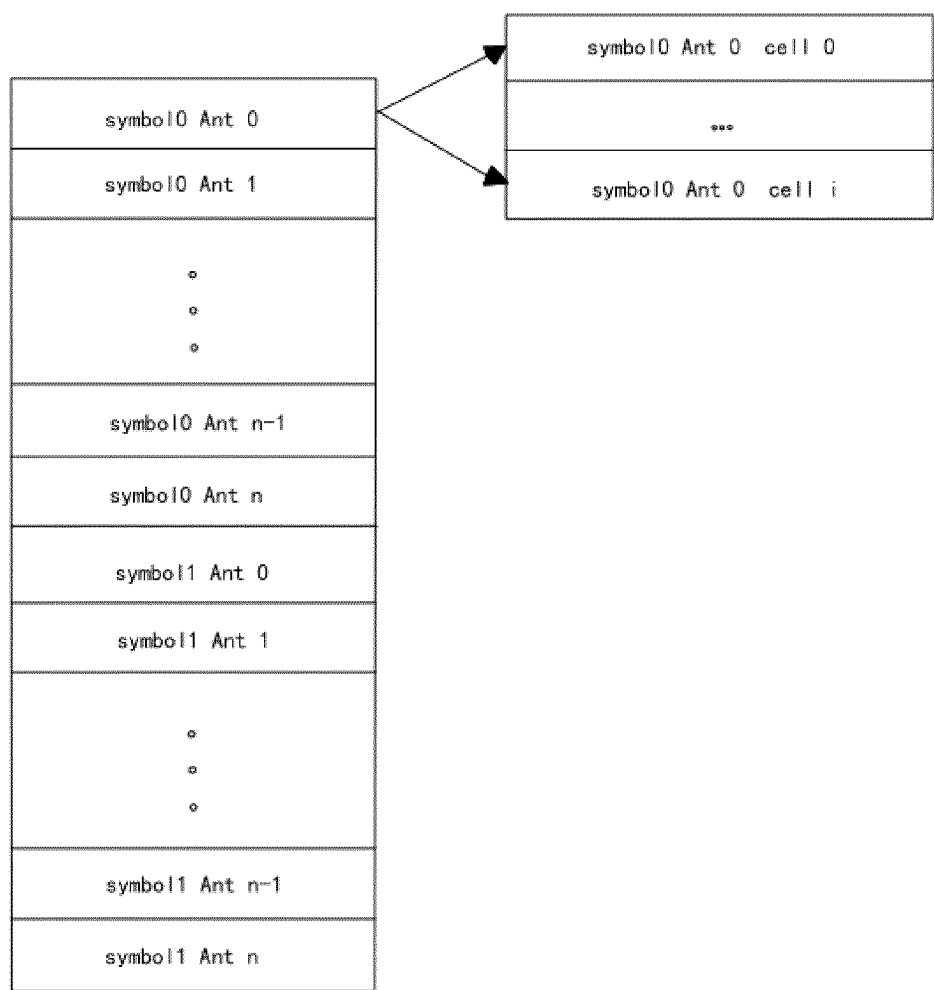 symbol0 Ant 0 cell 0
symbol0 Ant 0
...
symbol0 Ant 1
symbol0 Ant 0 cell i
symbol0 Ant n-1
symbol0 Ant n
symbol1 Ant 0
symbol1 Ant 1
symbol1 Ant n-1
symbol1 Ant n